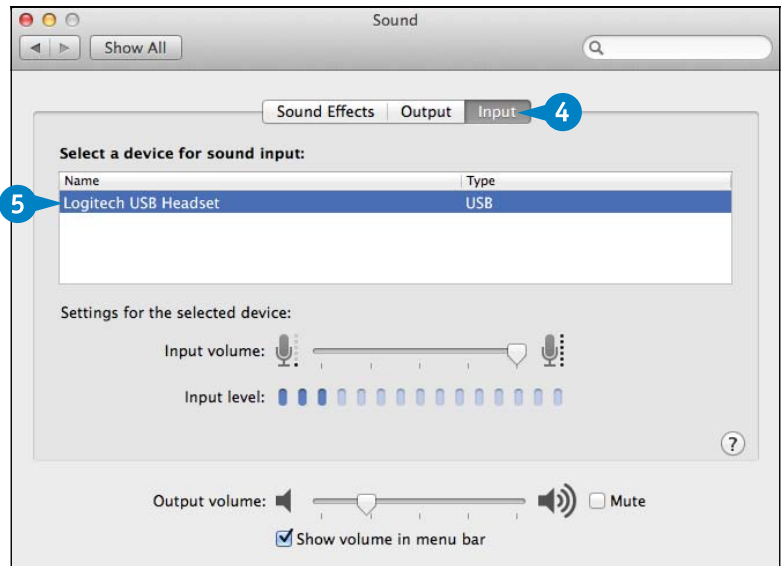 Sound
Show All
Sound Effects Output Input 4
Select a device for sound input:
Name Type
5 Logitech USB Headset USB
Settings for the selected device:
Input volume:
Input level:
?
Output volume: Mute
Show volume in menu bar